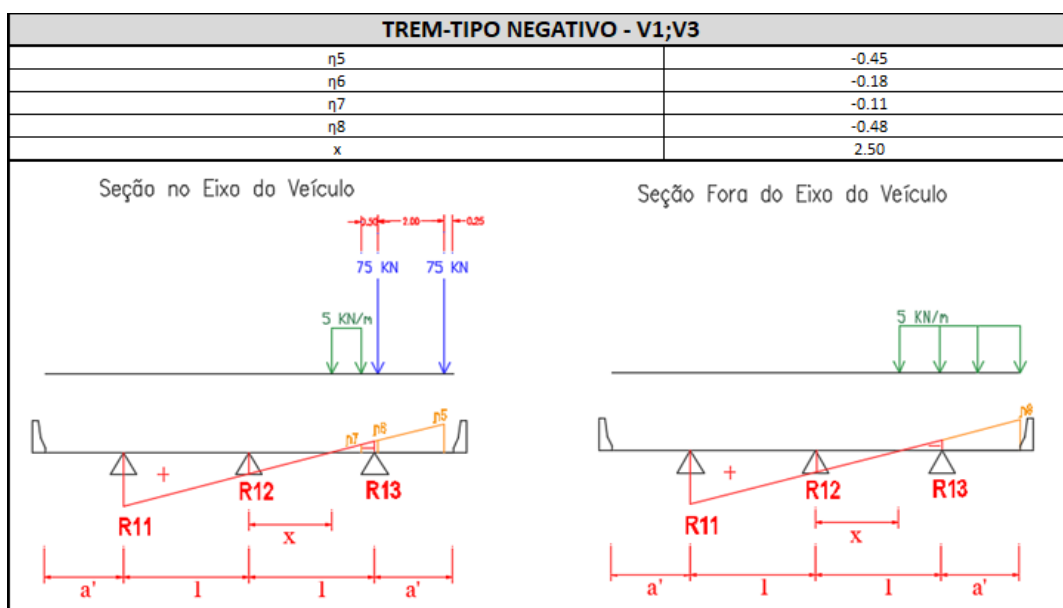 TREM-TIPO NEGATIVO - V1;V3
η5 -0.45
η6 -0.18
η7 -0.11
η8 -0.48
x 2.50
Seção no Eixo do Veículo
Seção Fora do Eixo do Veículo
0.50 2.00 0.25
75 KN 75 KN
5 KN/m
5 KN/m
η7 η6 η5
η8
+
R11 R12 R13
x
a' l l a'
+
R11 R12 R13
x
a' l l a'